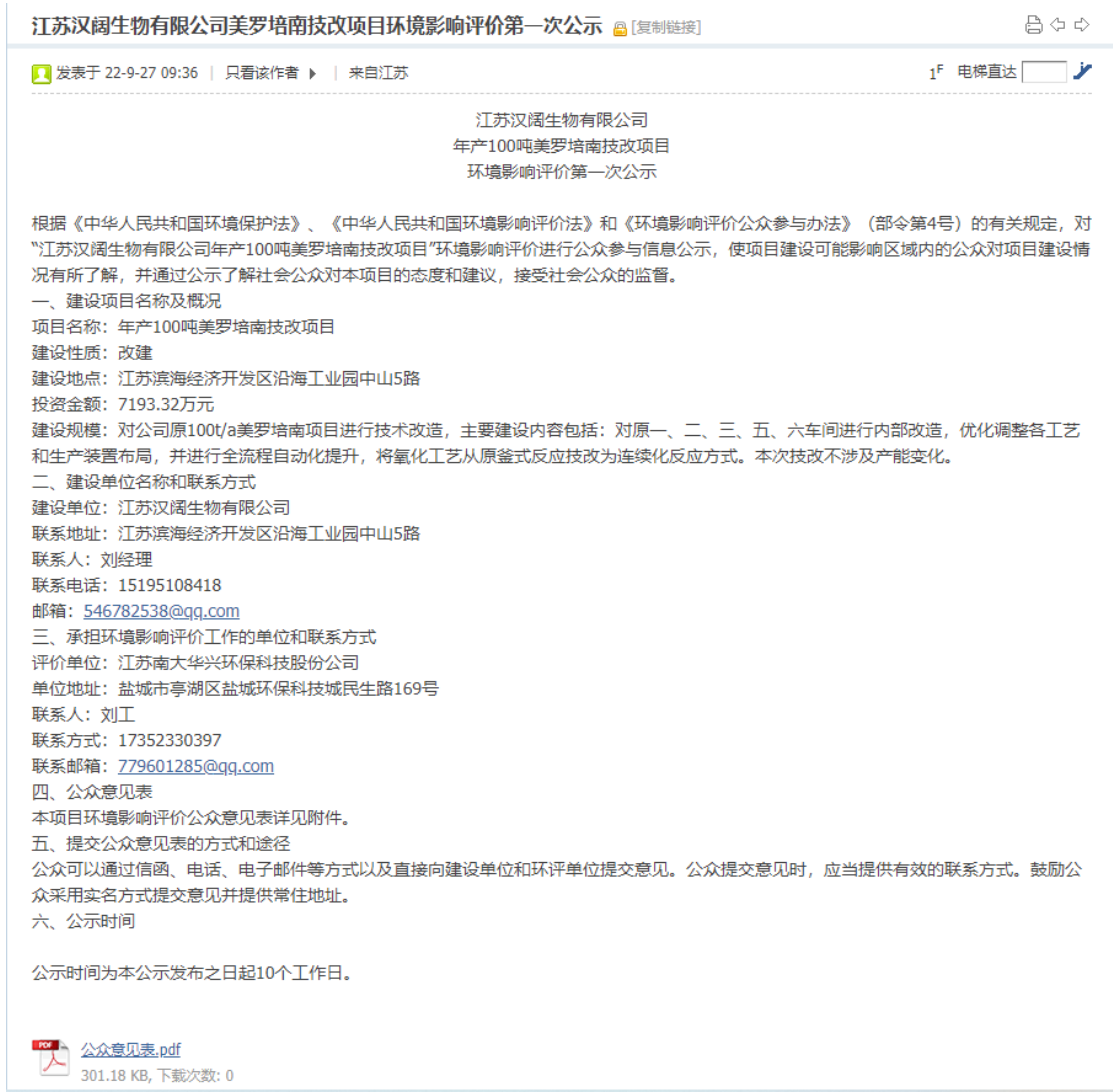 江苏汉阔生物有限公司美罗培南技改项目环境影响评价第一次公示 [复制链接]
发表于 22-9-27 09:36 | 只看该作者 | 来自江苏 1F 电梯直达
江苏汉阔生物有限公司
年产100吨美罗培南技改项目
环境影响评价第一次公示
根据《中华人民共和国环境保护法》、《中华人民共和国环境影响评价法》和《环境影响评价公众参与办法》（部令第4号）的有关规定，对
“江苏汉阔生物有限公司年产100吨美罗培南技改项目”环境影响评价进行公众参与信息公示，使项目建设可能影响区域内的公众对项目建设情
况有所了解，并通过公示了解社会公众对本项目的态度和建议，接受社会公众的监督。
一、建设项目名称及概况
项目名称：年产100吨美罗培南技改项目
建设性质：改建
建设地点：江苏滨海经济开发区沿海工业园中山5路
投资金额：7193.32万元
建设规模：对公司原100t/a美罗培南项目进行技术改造，主要建设内容包括：对原一、二、三、五、六车间进行内部改造，优化调整各工艺
和生产装置布局，并进行全流程自动化提升，将氧化工艺从原釜式反应技改为连续化反应方式。本次技改不涉及产能变化。
二、建设单位名称和联系方式
建设单位：江苏汉阔生物有限公司
联系地址：江苏滨海经济开发区沿海工业园中山5路
联系人：刘经理
联系电话：15195108418
邮箱：546782538@qq.com
三、承担环境影响评价工作的单位和联系方式
评价单位：江苏南大华兴环保科技股份公司
单位地址：盐城市亭湖区盐城环保科技城民生路169号
联系人：刘工
联系方式：17352330397
联系邮箱：779601285@qq.com
四、公众意见表
本项目环境影响评价公众意见表详见附件。
五、提交公众意见表的方式和途径
公众可以通过信函、电话、电子邮件等方式以及直接向建设单位和环评单位提交意见。公众提交意见时，应当提供有效的联系方式。鼓励公
众采用实名方式提交意见并提供常住地址。
六、公示时间
公示时间为本公示发布之日起10个工作日。
PDF
公众意见表.pdf
301.18 KB, 下载次数: 0